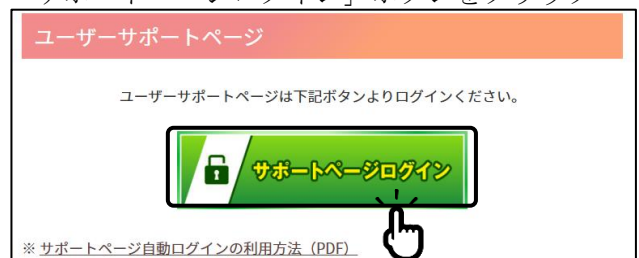 ユーザーサポートページ
ユーザーサポートページは下記ボタンよりログインください。
サポートページログイン
※ サポートページ自動ログインの利用方法（PDF）